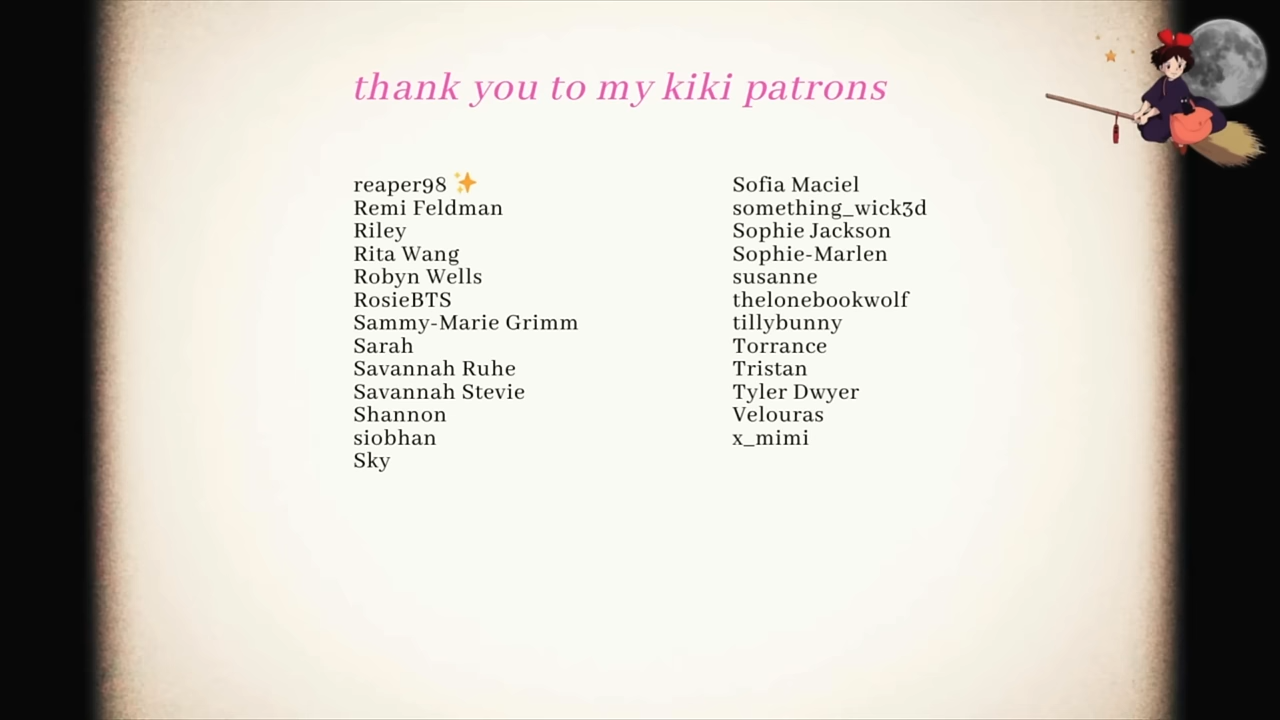 thank you to my kiki patrons
reaper98 ✨
Remi Feldman
Riley
Rita Wang
Robyn Wells
RosieBTS
Sammy-Marie Grimm
Sarah
Savannah Ruhe
Savannah Stevie
Shannon
siobhan
Sky
Sofia Maciel
something_wick3d
Sophie Jackson
Sophie-Marlen
susanne
thelonebookwolf
tillybunny
Torrance
Tristan
Tyler Dwyer
Velouras
x_mimi